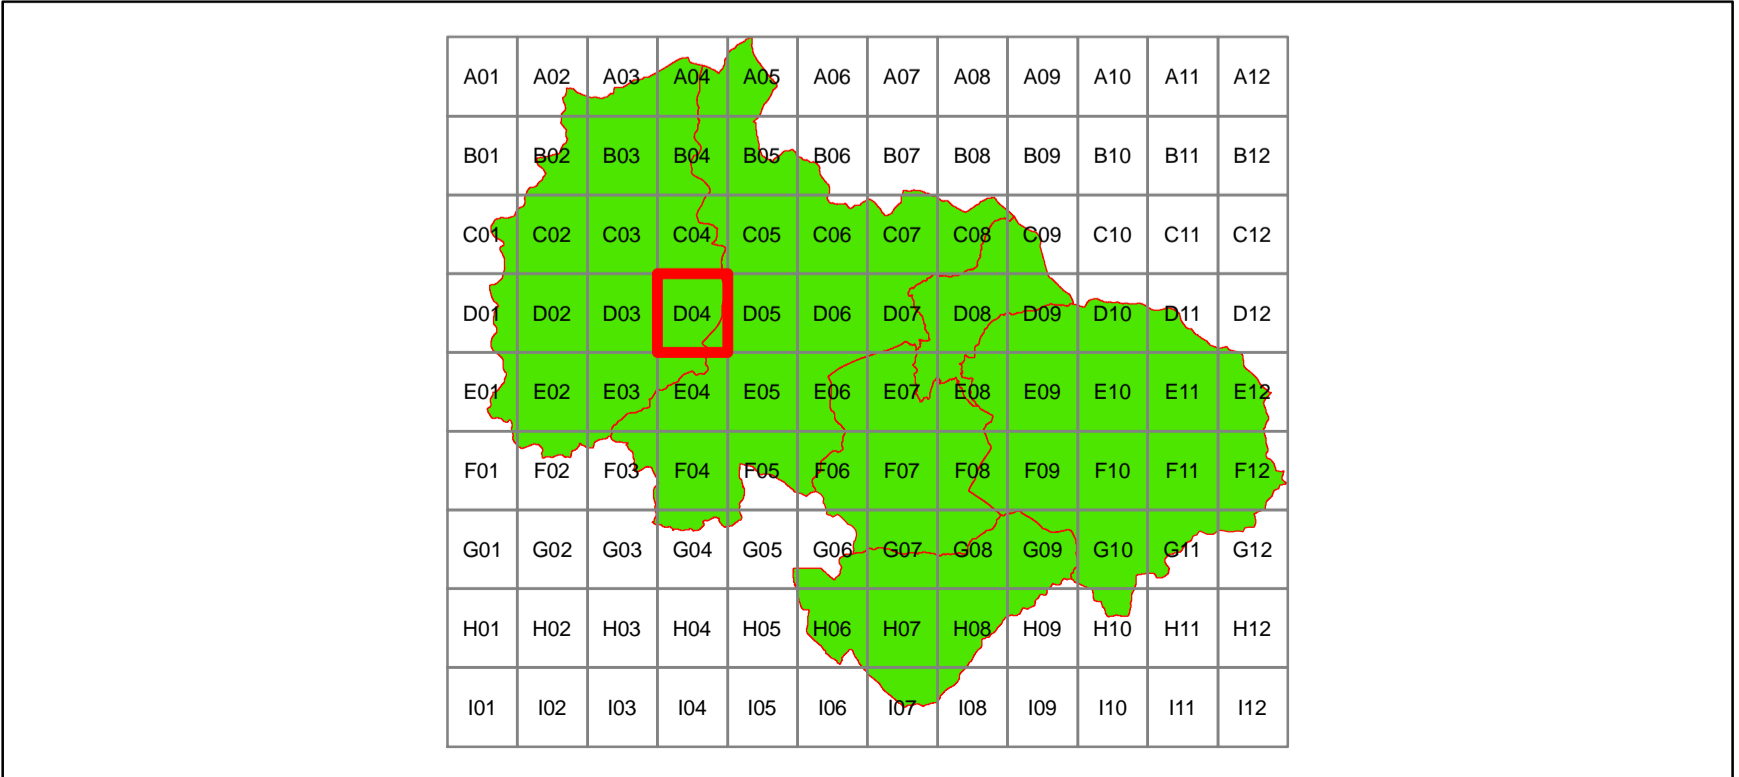 A01 A02 A03 A04 A05 A06 A07 A08 A09 A10 A11 A12
B01 B02 B03 B04 B05 B06 B07 B08 B09 B10 B11 B12
C01 C02 C03 C04 C05 C06 C07 C08 C09 C10 C11 C12
D01 D02 D03 D04 D05 D06 D07 D08 D09 D10 D11 D12
E01 E02 E03 E04 E05 E06 E07 E08 E09 E10 E11 E12
F01 F02 F03 F04 F05 F06 F07 F08 F09 F10 F11 F12
G01 G02 G03 G04 G05 G06 G07 G08 G09 G10 G11 G12
H01 H02 H03 H04 H05 H06 H07 H08 H09 H10 H11 H12
I01 I02 I03 I04 I05 I06 I07 I08 I09 I10 I11 I12